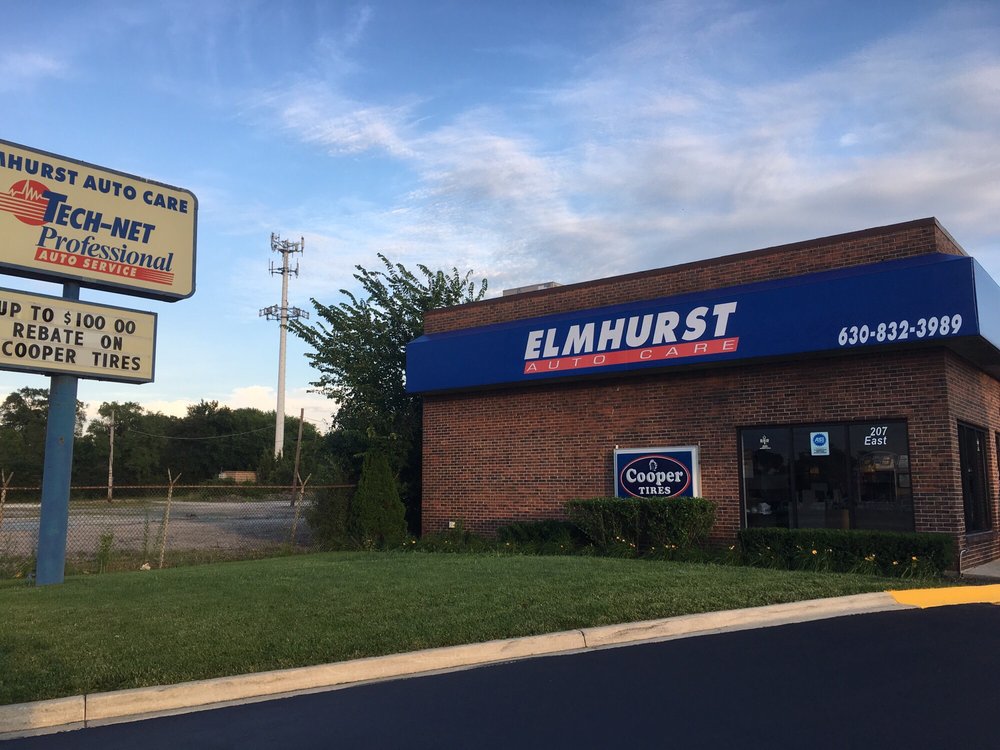 MHURST AUTO CARE
TECH-NET
Professional
AUTO SERVICE
UP TO $100 00
REBATE ON
COOPER TIRES
ELMHURST
AUTO CARE
630-832-3989
207
East
Cooper
TIRES